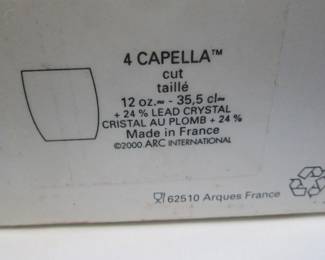 4 CAPELLA™
cut
taillé
12 oz.≈ - 35,5 cl≈
+ 24 % LEAD CRYSTAL
CRISTAL AU PLOMB + 24 %
Made in France
©2000 ARC INTERNATIONAL
62510 Arques France